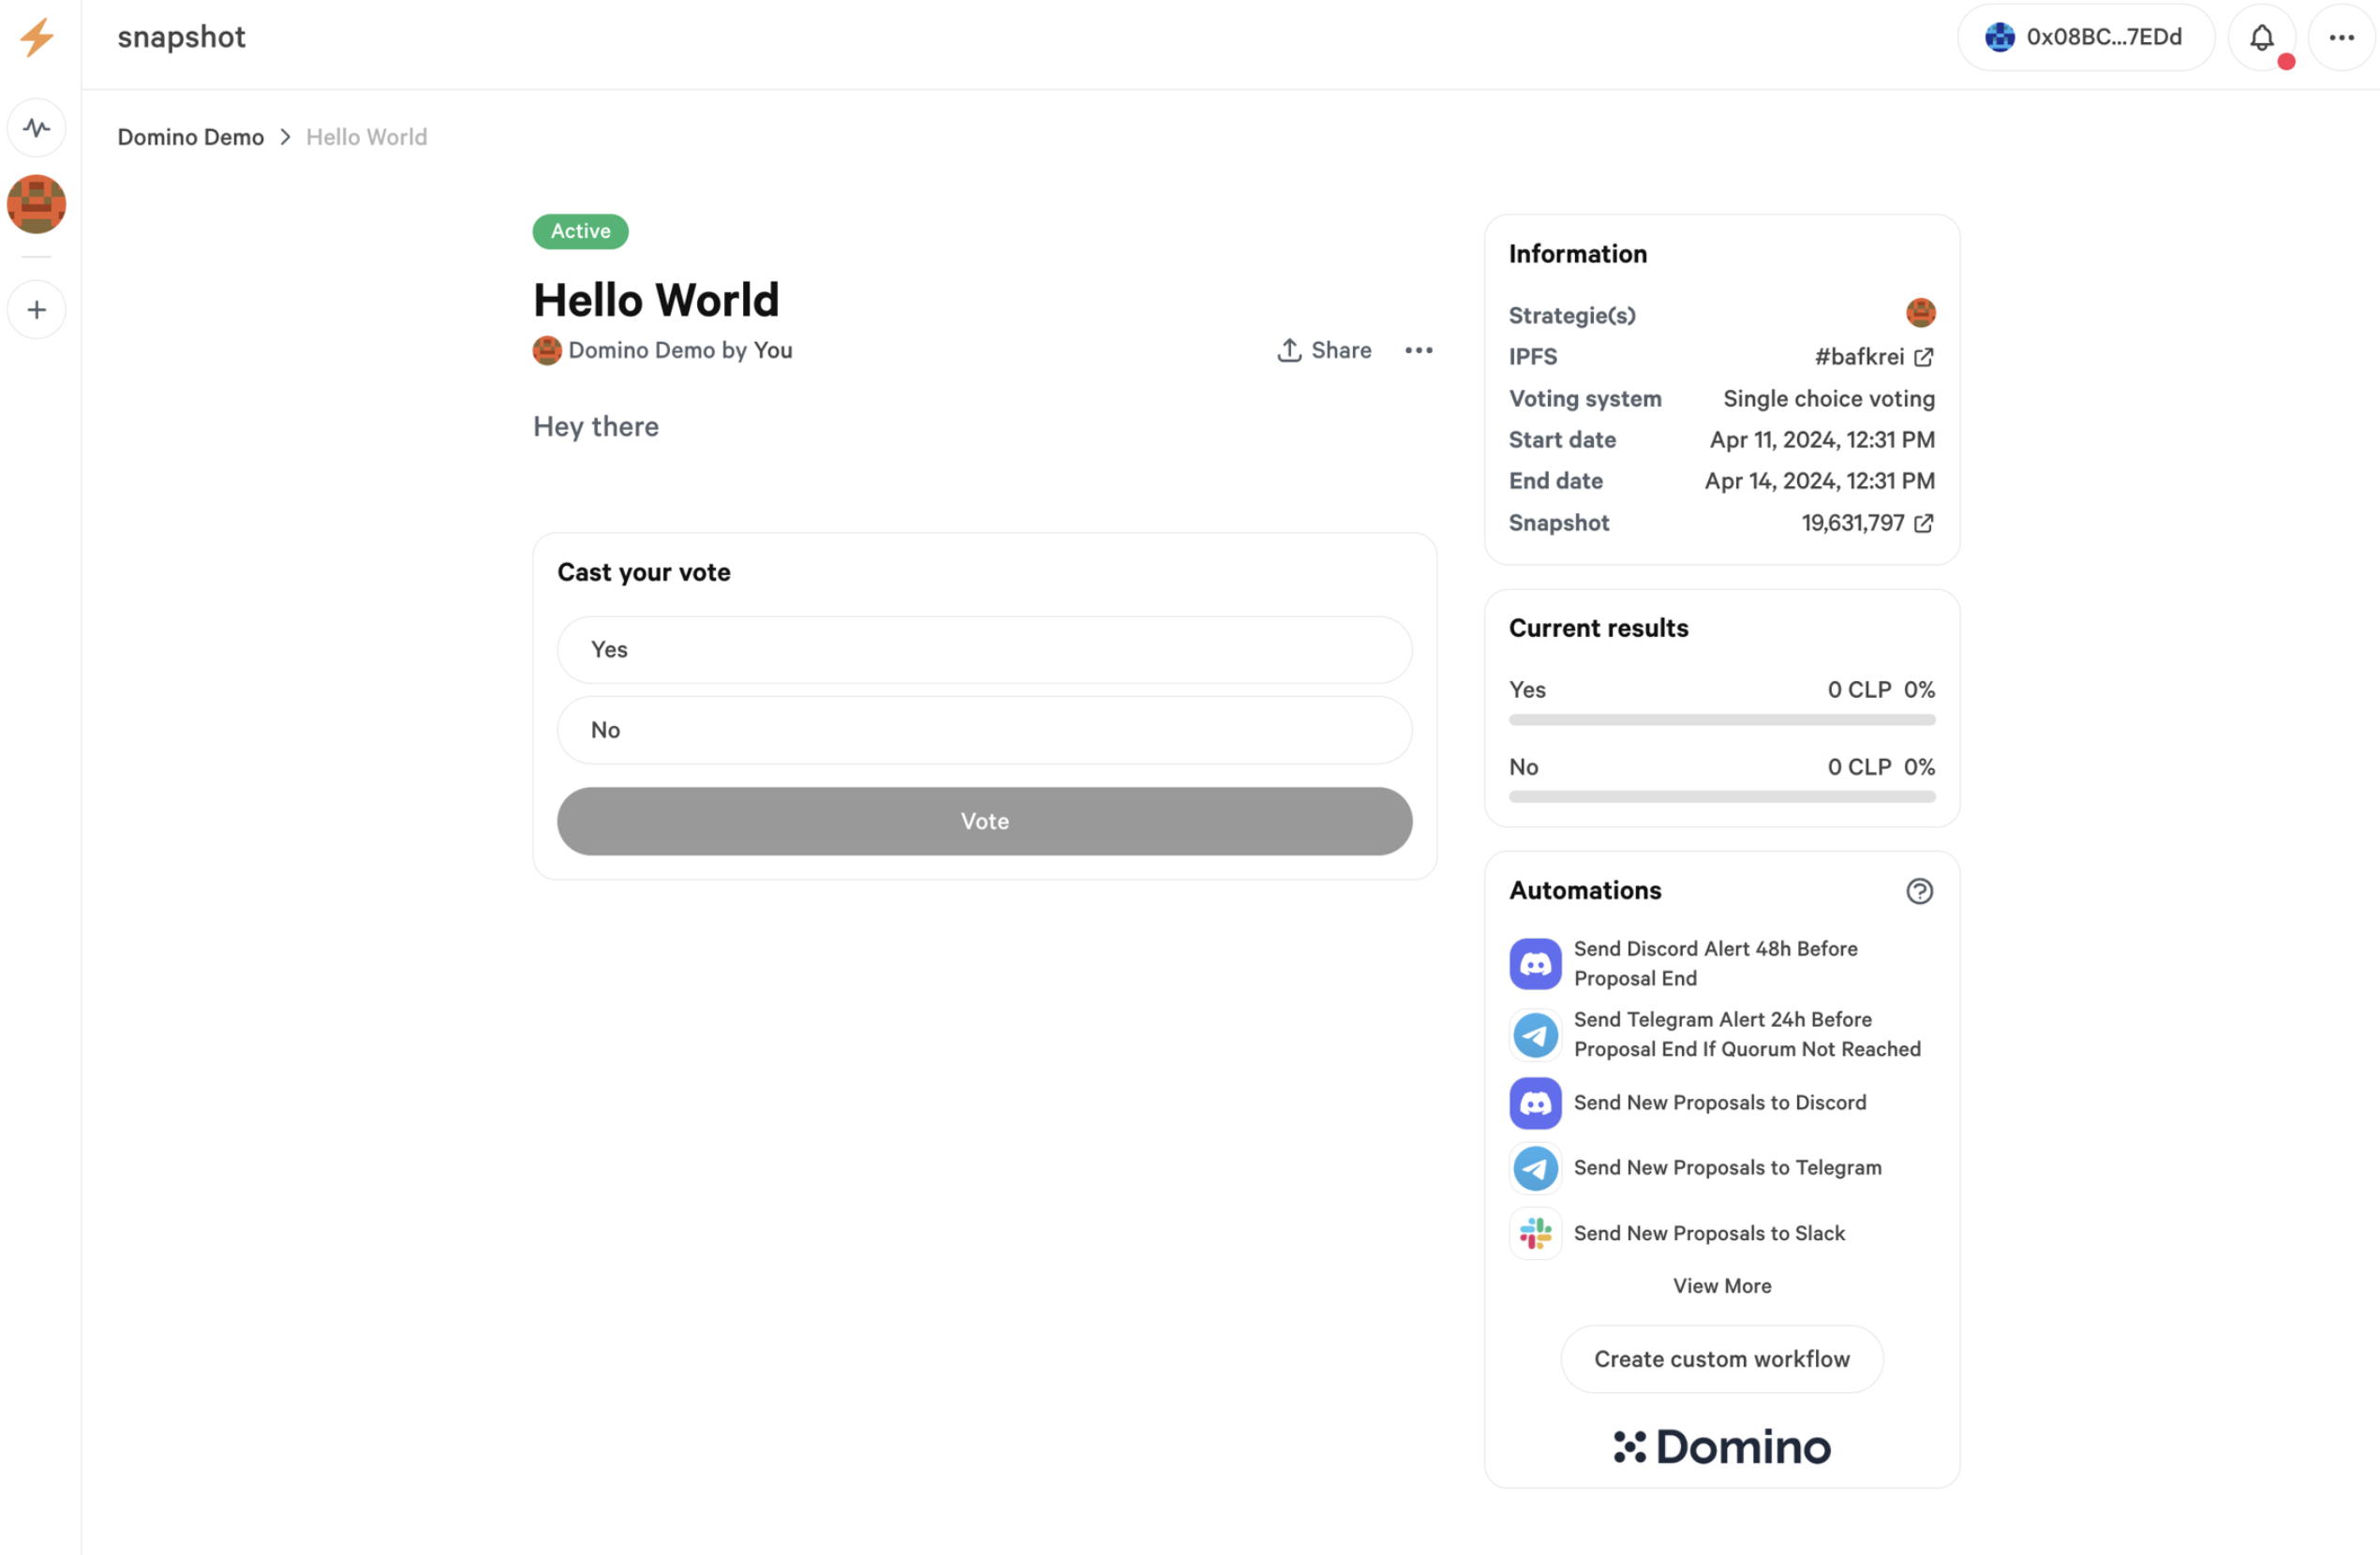 snapshot
0x08BC...7EDd
Domino Demo > Hello World
Active
Hello World
Domino Demo by You
Share
Hey there
Cast your vote
Yes
No
Vote
Information
Strategie(s)
IPFS #bafkrei
Voting system Single choice voting
Start date Apr 11, 2024, 12:31 PM
End date Apr 14, 2024, 12:31 PM
Snapshot 19,631,797
Current results
Yes 0 CLP 0%
No 0 CLP 0%
Automations
Send Discord Alert 48h Before
Proposal End
Send Telegram Alert 24h Before
Proposal End If Quorum Not Reached
Send New Proposals to Discord
Send New Proposals to Telegram
Send New Proposals to Slack
View More
Create custom workflow
Domino